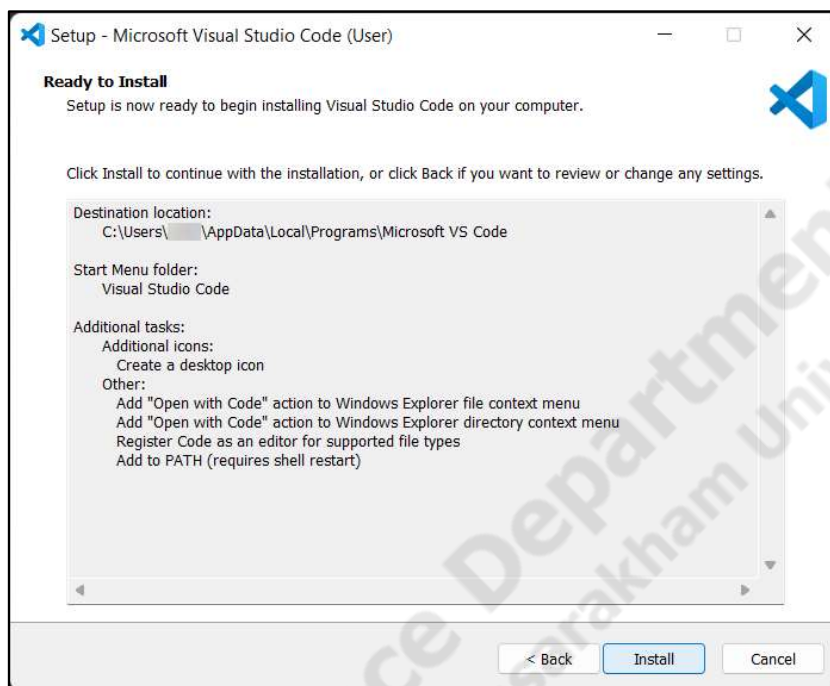 Setup - Microsoft Visual Studio Code (User)
Ready to Install
Setup is now ready to begin installing Visual Studio Code on your computer.
Click Install to continue with the installation, or click Back if you want to review or change any settings.
Destination location:
C:\Users\ \AppData\Local\Programs\Microsoft VS Code
Start Menu folder:
Visual Studio Code
Additional tasks:
Additional icons:
Create a desktop icon
Other:
Add "Open with Code" action to Windows Explorer file context menu
Add "Open with Code" action to Windows Explorer directory context menu
Register Code as an editor for supported file types
Add to PATH (requires shell restart)
< Back Install Cancel